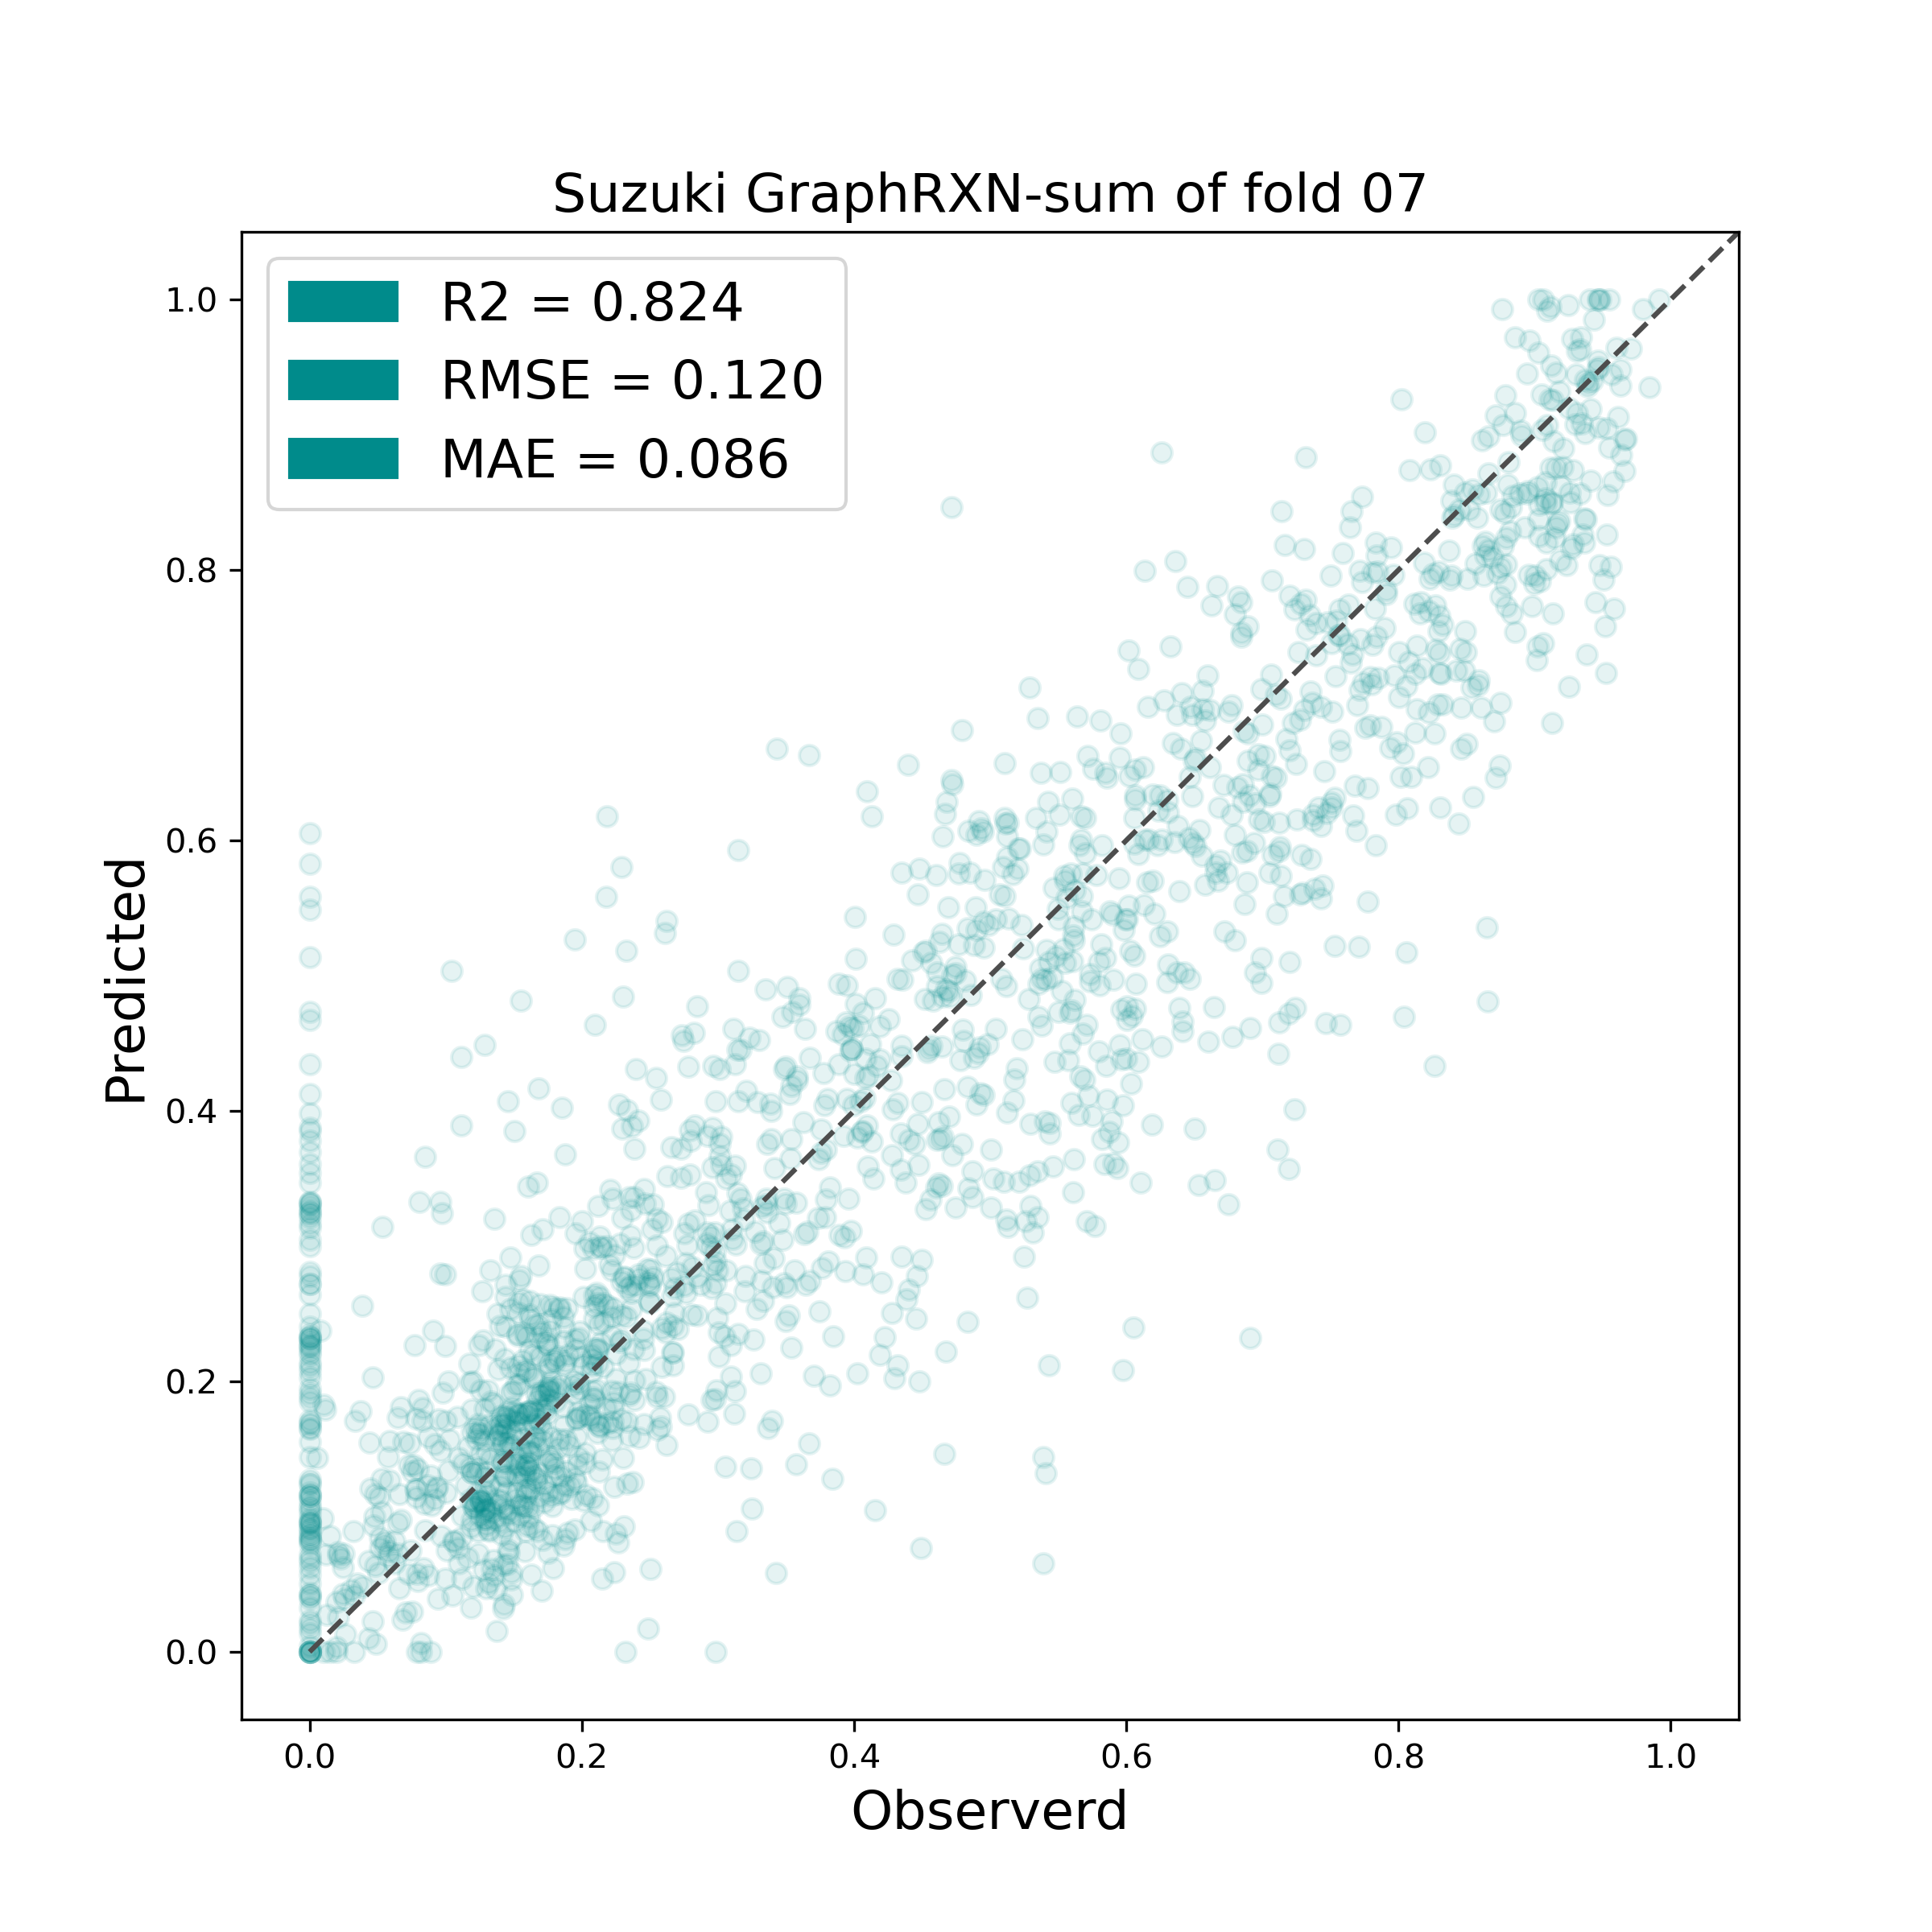 Suzuki GraphRXN-sum of fold 07
R2 = 0.824
RMSE = 0.120
MAE = 0.086
Predicted
1.0
0.8
0.6
0.4
0.2
0.0
0.0 0.2 0.4 0.6 0.8 1.0
Observerd